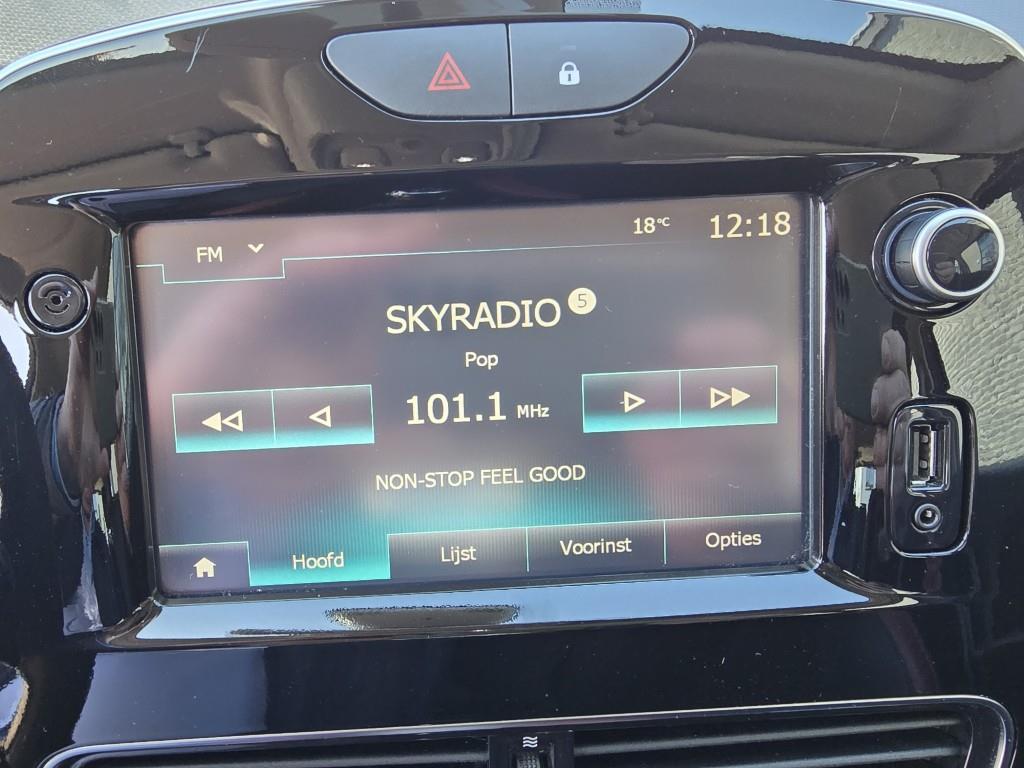 FM
18°C
12:18
SKYRADIO 5
Pop
101.1 MHz
NON-STOP FEEL GOOD
Hoofd
Lijst
Voorinst
Opties